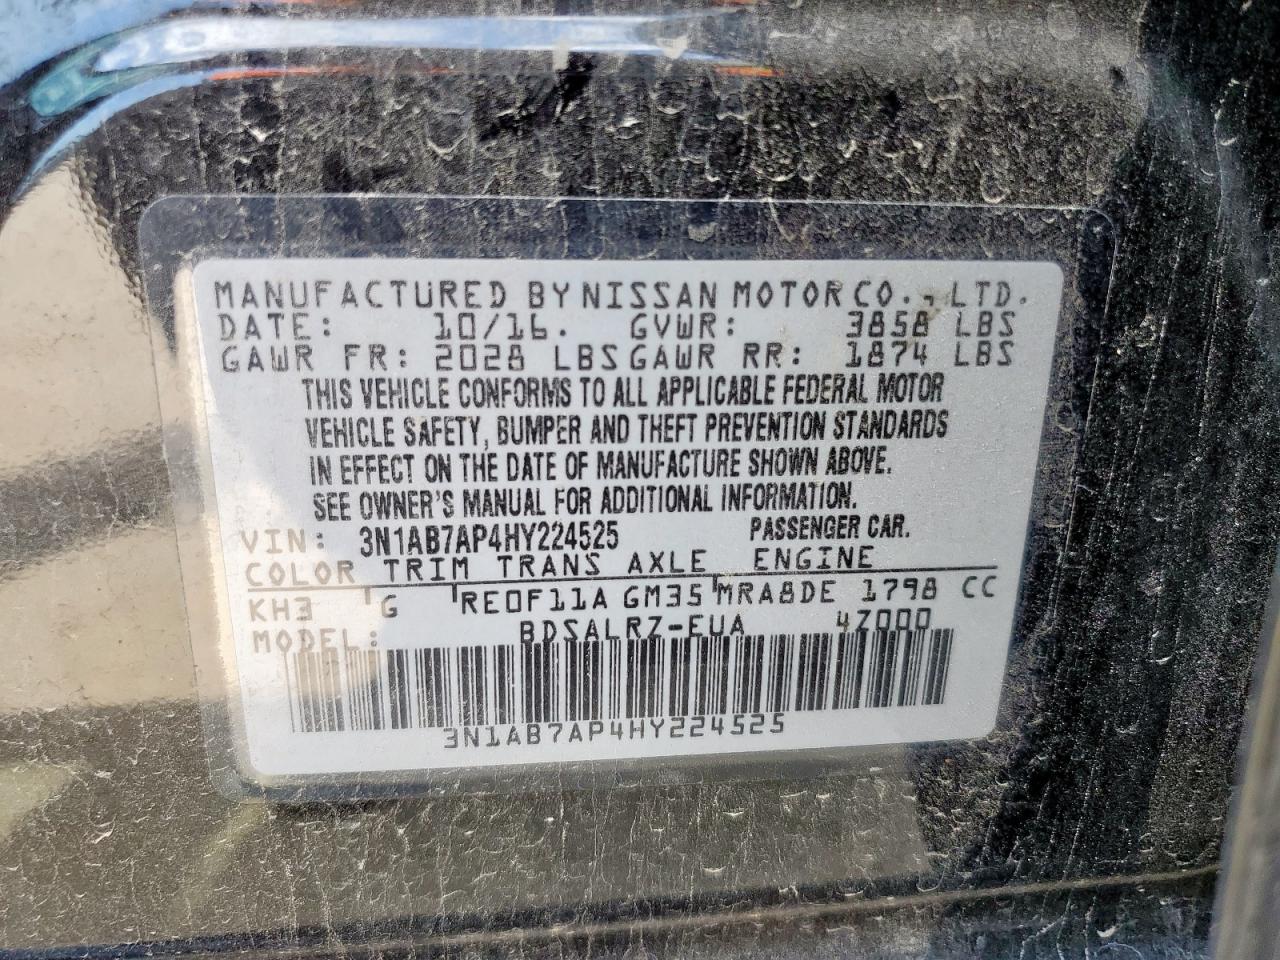 MANUFACTURED BY NISSAN MOTOR CO., LTD.
DATE: 10/16. GVWR: 3858 LBS
GAWR FR: 2028 LBS GAWR RR: 1874 LBS
THIS VEHICLE CONFORMS TO ALL APPLICABLE FEDERAL MOTOR
VEHICLE SAFETY, BUMPER AND THEFT PREVENTION STANDARDS
IN EFFECT ON THE DATE OF MANUFACTURE SHOWN ABOVE.
SEE OWNER'S MANUAL FOR ADDITIONAL INFORMATION.
VIN: 3N1AB7AP4HY224525 PASSENGER CAR.
COLOR TRIM TRANS AXLE ENGINE
KH3 G RE0F11A GM35 MRA8DE 1798 CC
MODEL: BDSALRZ-EUA 4Z000
3N1AB7AP4HY224525